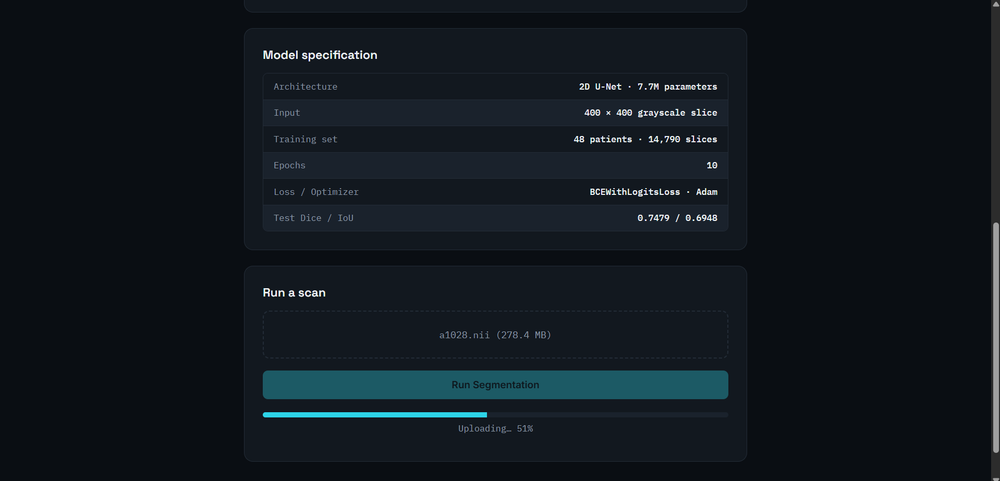 Model specification
Architecture 2D U-Net · 7.7M parameters
Input 400 × 400 grayscale slice
Training set 48 patients · 14,790 slices
Epochs 10
Loss / Optimizer BCEWithLogitsLoss · Adam
Test Dice / IoU 0.7479 / 0.6948
Run a scan
a1028.nii (278.4 MB)
Run Segmentation
Uploading… 51%